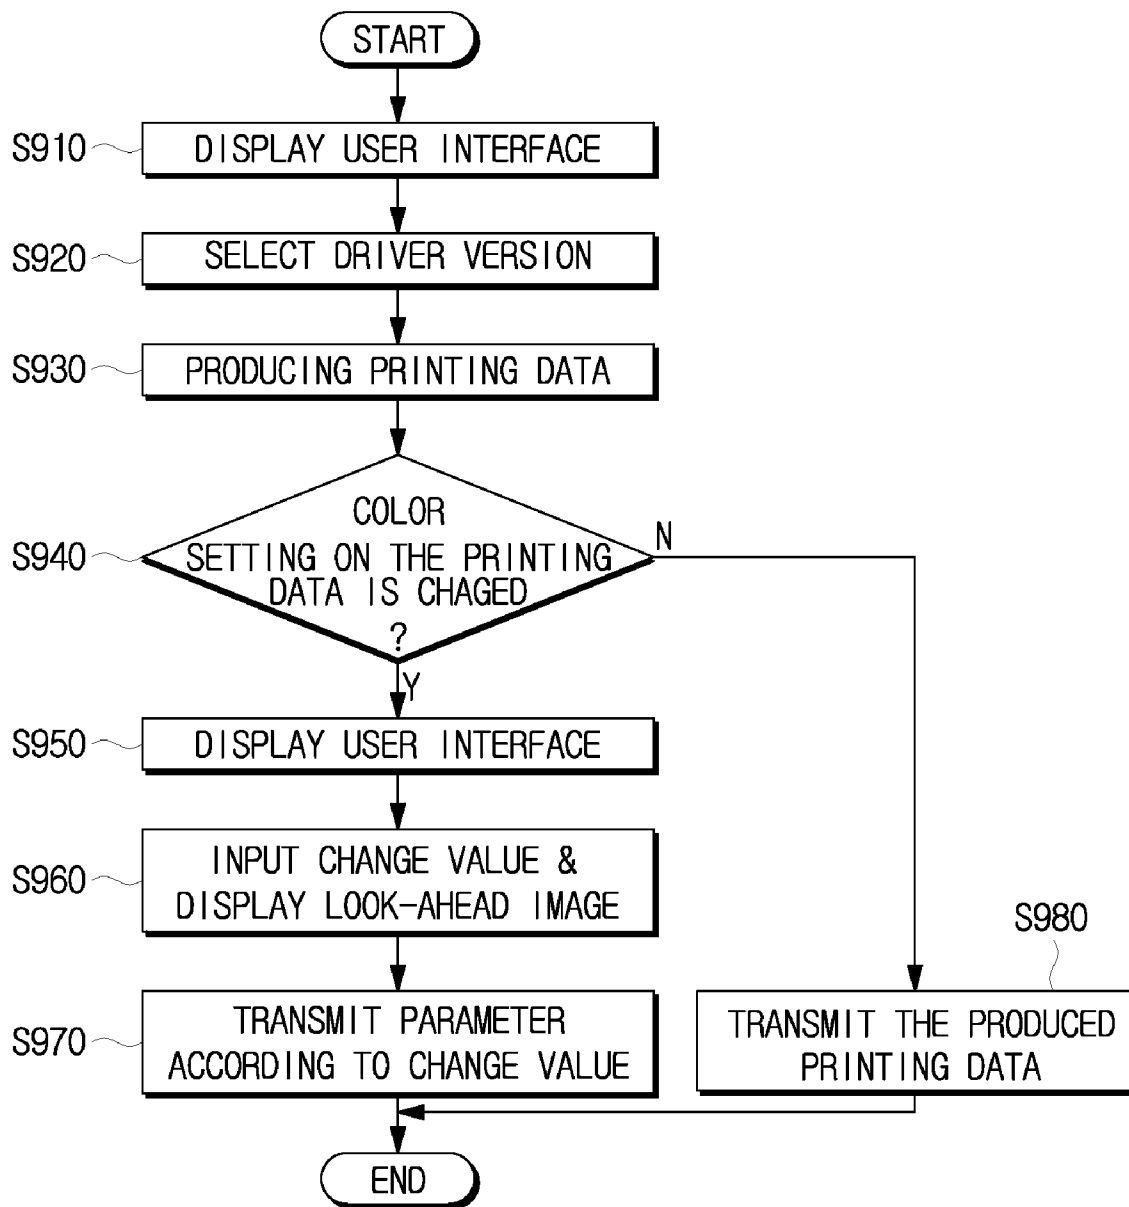 START
S910
DISPLAY USER INTERFACE
S920
SELECT DRIVER VERSION
S930
PRODUCING PRINTING DATA
S940
COLOR
SETTING ON THE PRINTING
DATA IS CHAGED
?
N
Y
S950
DISPLAY USER INTERFACE
S960
INPUT CHANGE VALUE &
DISPLAY LOOK-AHEAD IMAGE
S970
TRANSMIT PARAMETER
ACCORDING TO CHANGE VALUE
S980
TRANSMIT THE PRODUCED
PRINTING DATA
END